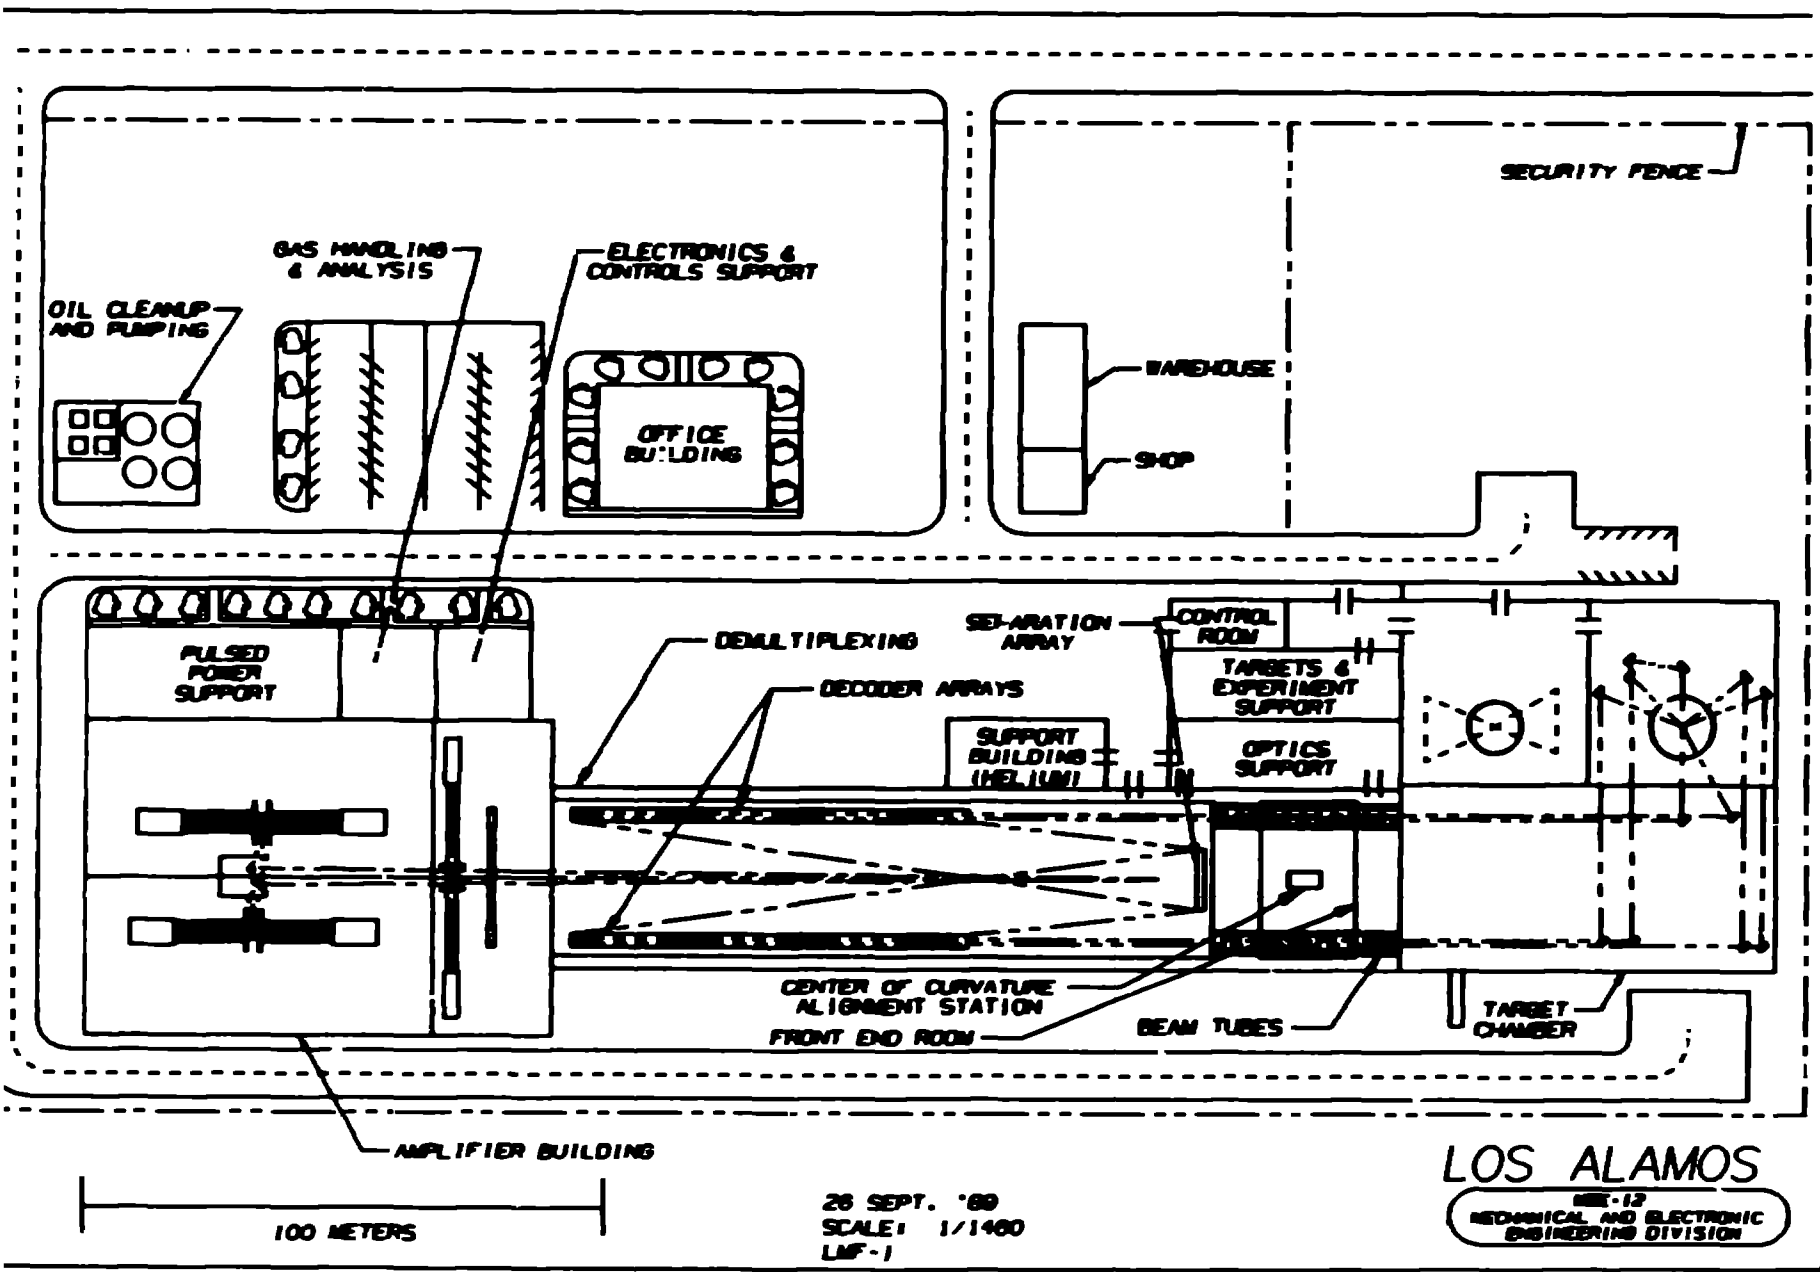 SECURITY FENCE
GAS HANDLING
& ANALYSIS
ELECTRONICS &
CONTROLS SUPPORT
OIL CLEANUP
AND PUMPING
WAREHOUSE
OFFICE
BUILDING
SHOP
PULSED
POWER
SUPPORT
DEMULTIPLEXING
DECODER ARRAYS
SEPARATION
ARRAY
CONTROL
ROOM
TARGETS &
EXPERIMENT
SUPPORT
SUPPORT
BUILDING
(HELIUM)
OPTICS
SUPPORT
CENTER OF CURVATURE
ALIGNMENT STATION
FRONT END ROOM
BEAM TUBES
TARGET
CHAMBER
AMPLIFIER BUILDING
100 METERS
26 SEPT. '89
SCALE: 1/1460
LMF-1
LOS ALAMOS
MECHANICAL AND ELECTRONIC
ENGINEERING DIVISION